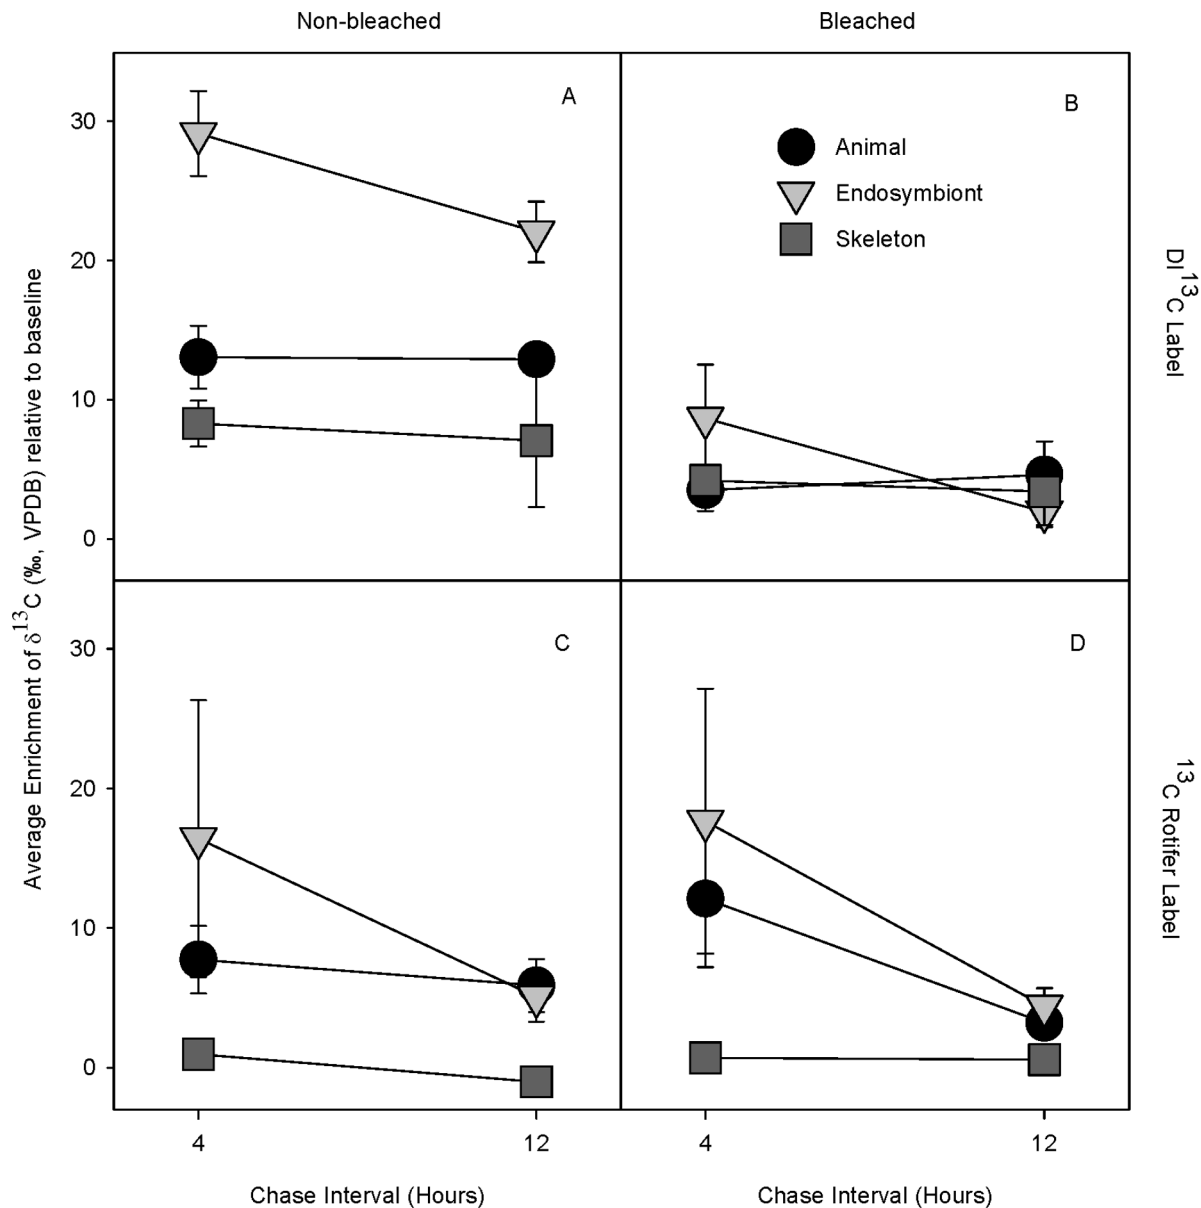 Non-bleached
Bleached
Average Enrichment of δ¹³C (‰, VPDB) relative to baseline
30
20
10
0
A
B
Animal
Endosymbiont
Skeleton
DI¹³C Label
30
20
10
0
C
D
¹³C Rotifer Label
4
12
4
12
Chase Interval (Hours)
Chase Interval (Hours)